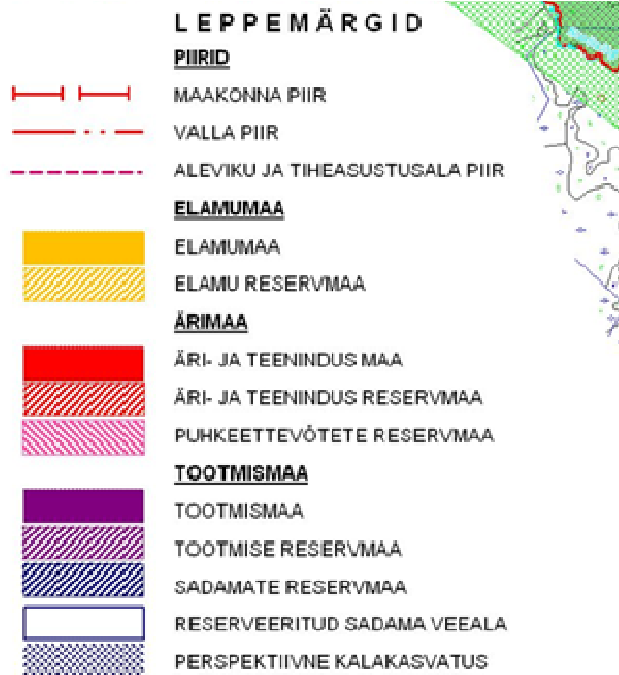 LEPPEMÄRGID
PIIRID
MAAKONNA PIIR
VALLA PIIR
ALEVIKU JA TIHEASUSTUSALA PIIR
ELAMUMAA
ELAMUMAA
ELAMU RESERVMAA
ÄRIMAA
ÄRI- JA TEENINDUS MAA
ÄRI- JA TEENINDUS RESERVMAA
PUHKEETTEVÕTETE RESERVMAA
TOOTMISMAA
TOOTMISMAA
TOOTMISE RESERVMAA
SADAMATE RESERVMAA
RESERVEERITUD SADAMA VEEALA
PERSPEKTIIVNE KALAKASVATUS